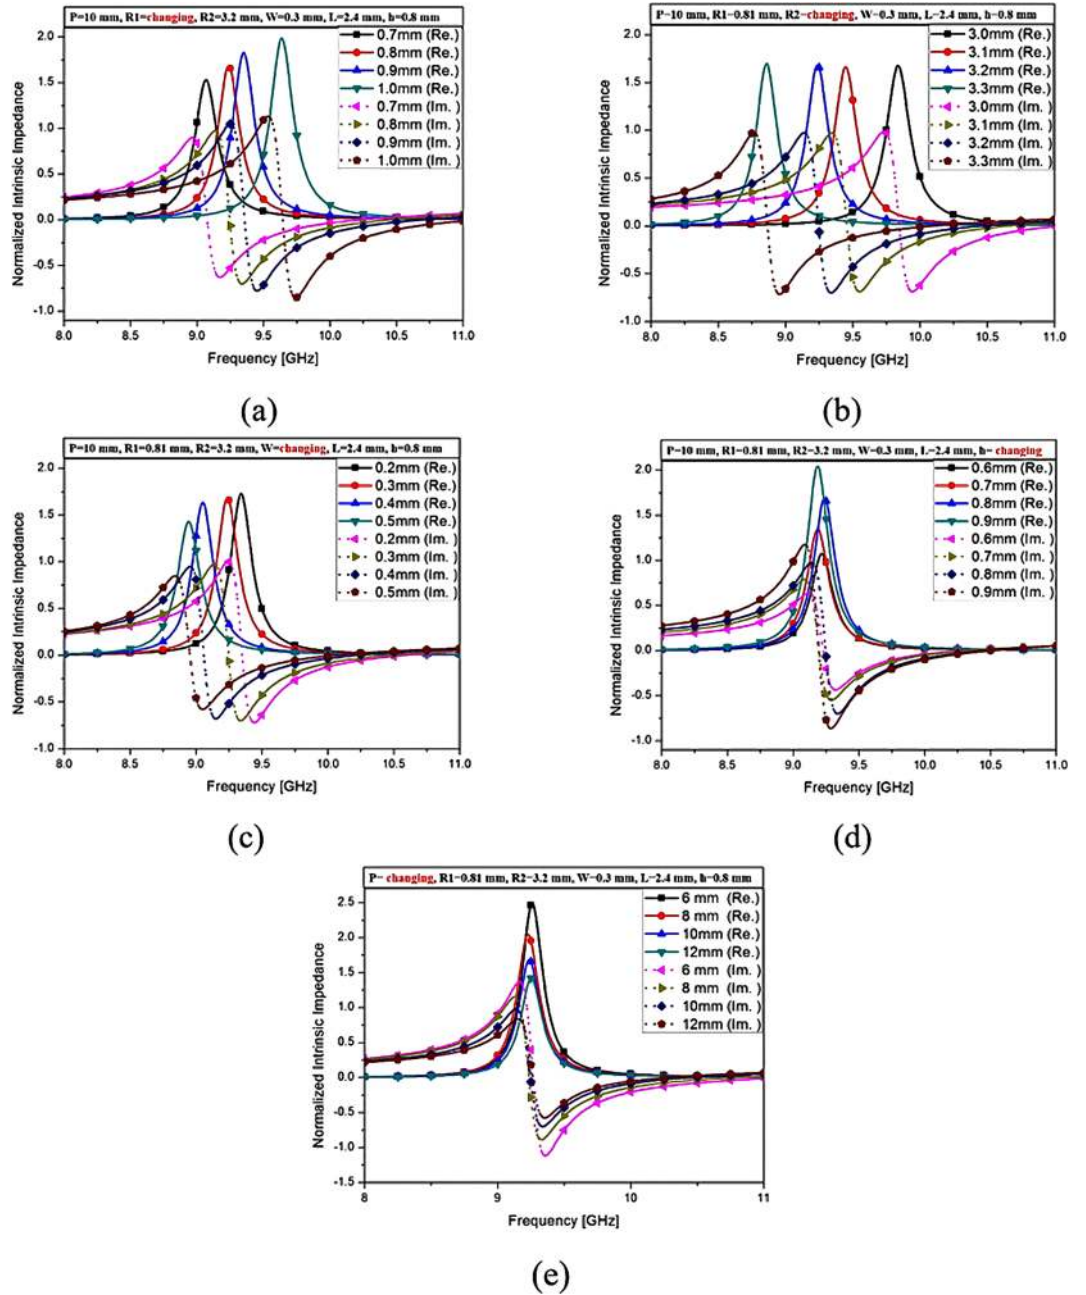 P=10 mm, R1=changing, R2=3.2 mm, W=0.3 mm, L=2.4 mm, h=0.8 mm
Normalized Intrinsic Impedance
2.0
1.5
1.0
0.5
0.0
-0.5
-1.0
0.7mm (Re.)
0.8mm (Re.)
0.9mm (Re.)
1.0mm (Re.)
0.7mm (Im. )
0.8mm (Im. )
0.9mm (Im. )
1.0mm (Im. )
8.0 8.5 9.0 9.5 10.0 10.5 11.0
Frequency [GHz]
(a)
P=10 mm, R1=0.81 mm, R2=changing, W=0.3 mm, L=2.4 mm, h=0.8 mm
Normalized Intrinsic Impedance
2.0
1.5
1.0
0.5
0.0
-0.5
-1.0
3.0mm (Re)
3.1mm (Re)
3.2mm (Re)
3.3mm (Re)
3.0mm (Im.)
3.1mm (Im.)
3.2mm (Im.)
3.3mm (Im.)
8.0 8.5 9.0 9.5 10.0 10.5 11.0
Frequency [GHz]
(b)
P=10 mm, R1=0.81 mm, R2=3.2 mm, W=changing, L=2.4 mm, h=0.8 mm
Normalized Intrinsic Impedance
2.0
1.5
1.0
0.5
0.0
-0.5
-1.0
0.2mm (Re.)
0.3mm (Re.)
0.4mm (Re.)
0.5mm (Re.)
0.2mm (Im. )
0.3mm (Im. )
0.4mm (Im. )
0.5mm (Im. )
8.0 8.5 9.0 9.5 10.0 10.5 11.0
Frequency [GHz]
(c)
P=10 mm, R1=0.81 mm, R2=3.2 mm, W=0.3 mm, L=2.4 mm, h= changing
Normalized Intrinsic Impedance
2.0
1.5
1.0
0.5
0.0
-0.5
-1.0
0.6mm (Re.)
0.7mm (Re.)
0.8mm (Re.)
0.9mm (Re.)
0.6mm (Im. )
0.7mm (Im. )
0.8mm (Im. )
0.9mm (Im. )
8.0 8.5 9.0 9.5 10.0 10.5 11.0
Frequency [GHz]
(d)
P= changing, R1=0.81 mm, R2=3.2 mm, W=0.3 mm, L=2.4 mm, h=0.8 mm
Normalized Intrinsic Impedance
2.5
2.0
1.5
1.0
0.5
0.0
-0.5
-1.0
-1.5
6 mm (Re.)
8 mm (Re.)
10mm (Re.)
12mm (Re.)
6 mm (Im. )
8 mm (Im. )
10mm (Im. )
12mm (Im. )
8 9 10 11
Frequency [GHz]
(e)